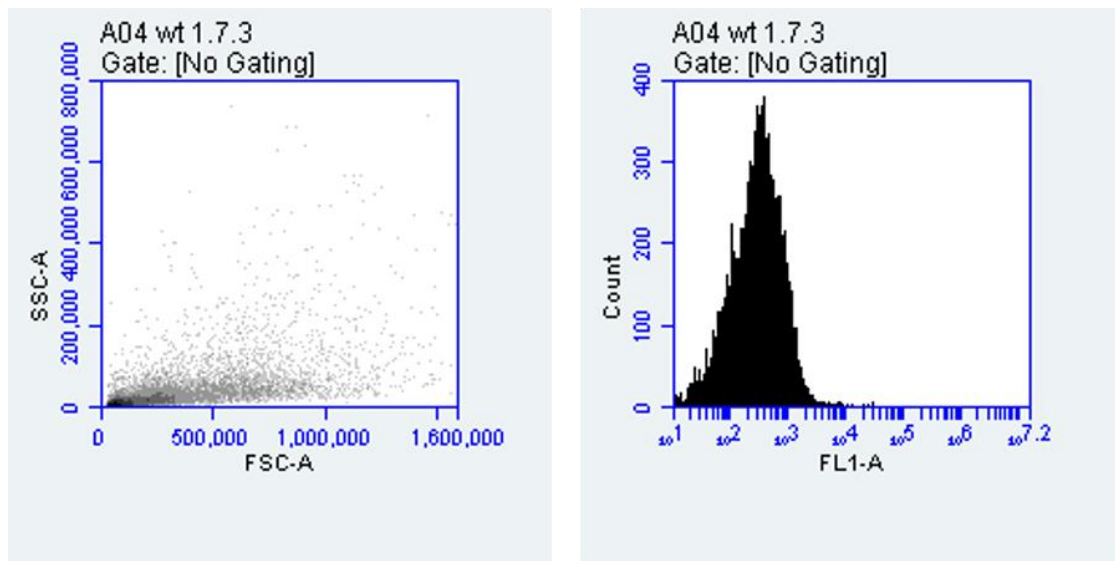 A04 wt 1.7.3
Gate: [No Gating]
SSC-A
800,000
600,000
400,000
200,000
0
0 500,000 1,000,000 1,600,000
FSC-A
A04 wt 1.7.3
Gate: [No Gating]
Count
400
300
200
100
0
10^1 10^2 10^3 10^4 10^5 10^6 10^7.2
FL1-A